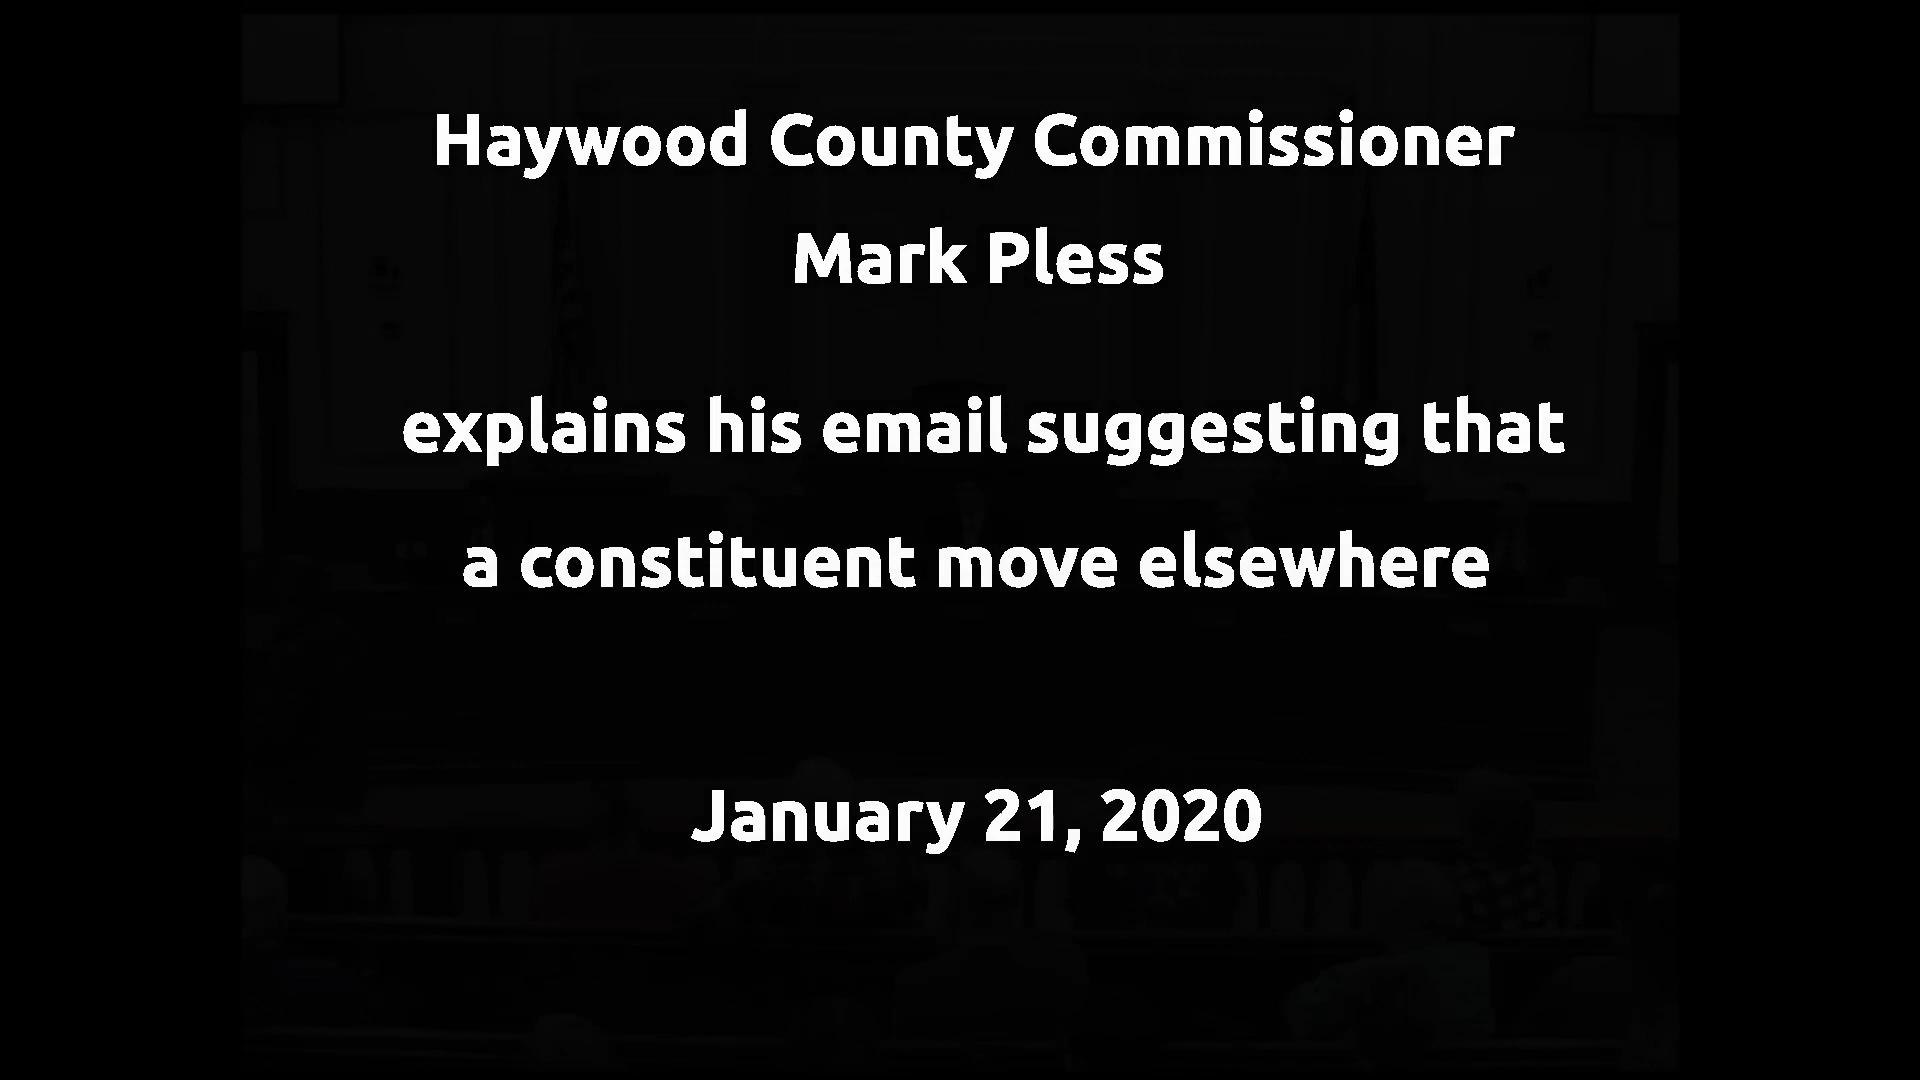 Haywood County Commissioner
Mark Pless
explains his email suggesting that
a constituent move elsewhere
January 21, 2020